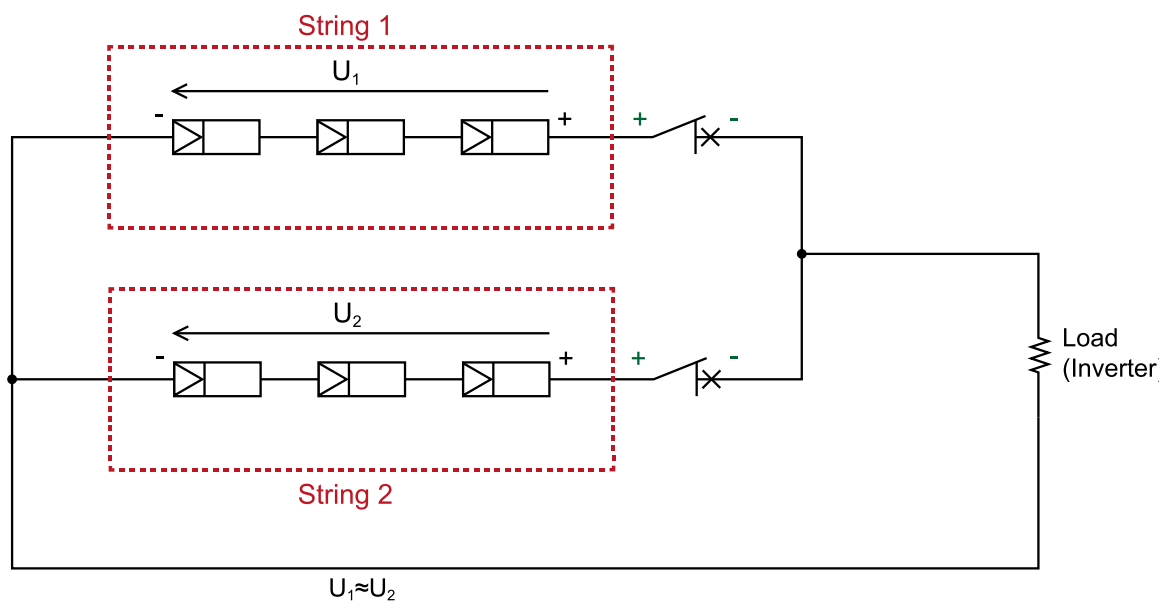 String 1
U₁
- + + -
U₂
- + + -
String 2
Load
(Inverter)
U₁≈U₂